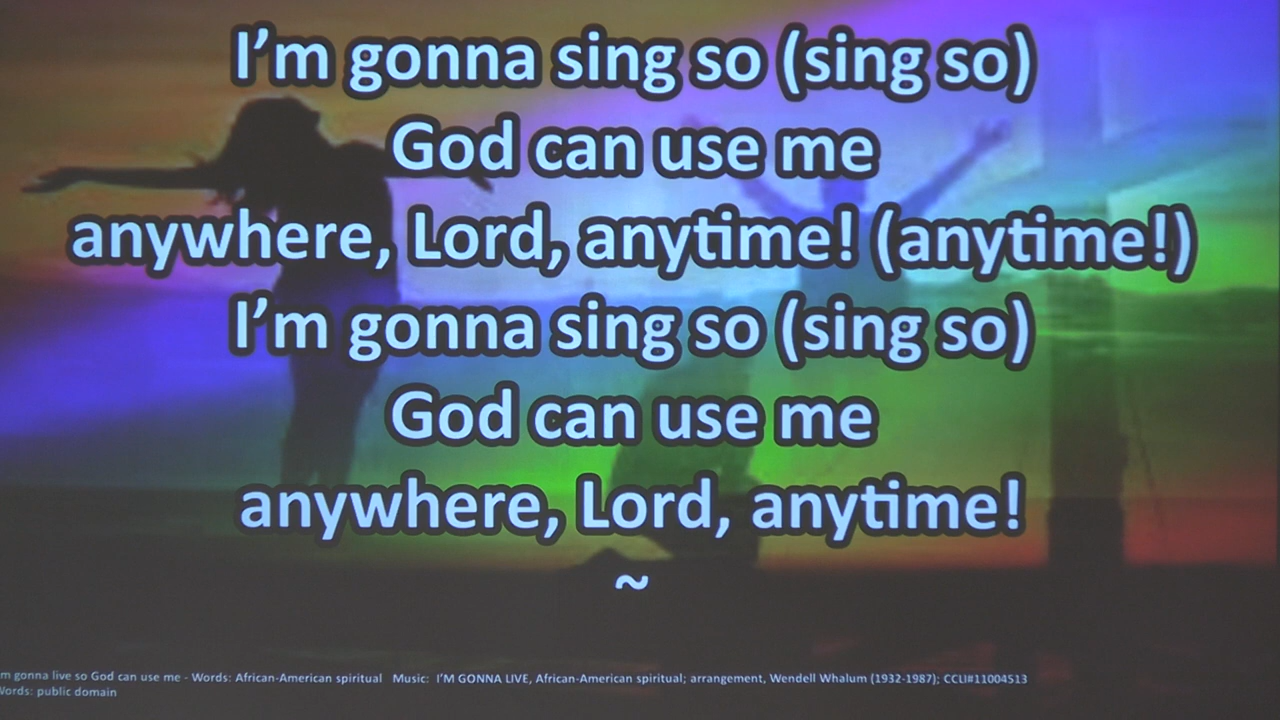 I'm gonna sing so (sing so)
God can use me
anywhere, Lord, anytime! (anytime!)
I'm gonna sing so (sing so)
God can use me
anywhere, Lord, anytime!
~
m gonna live so God can use me - Words: African-American spiritual Music: I'M GONNA LIVE, African-American spiritual; arrangement, Wendell Whalum (1932-1987); CCLI#11004513
Words: public domain